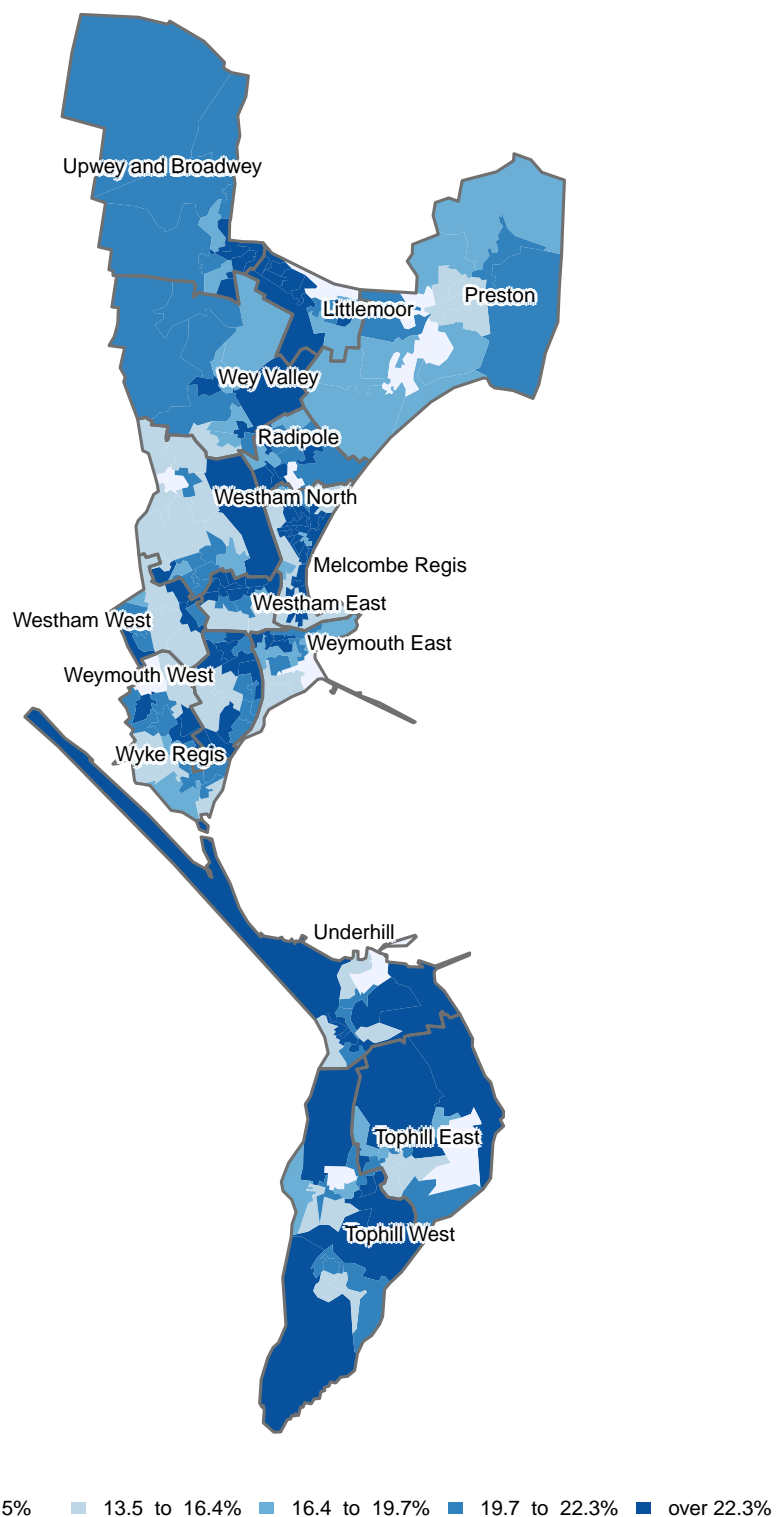 Upwey and Broadwey
Preston
Littlemoor
Wey Valley
Radipole
Westham North
Melcombe Regis
Westham East
Westham West
Weymouth East
Weymouth West
Wyke Regis
Underhill
Tophill East
Tophill West
5% 13.5 to 16.4% 16.4 to 19.7% 19.7 to 22.3% over 22.3%